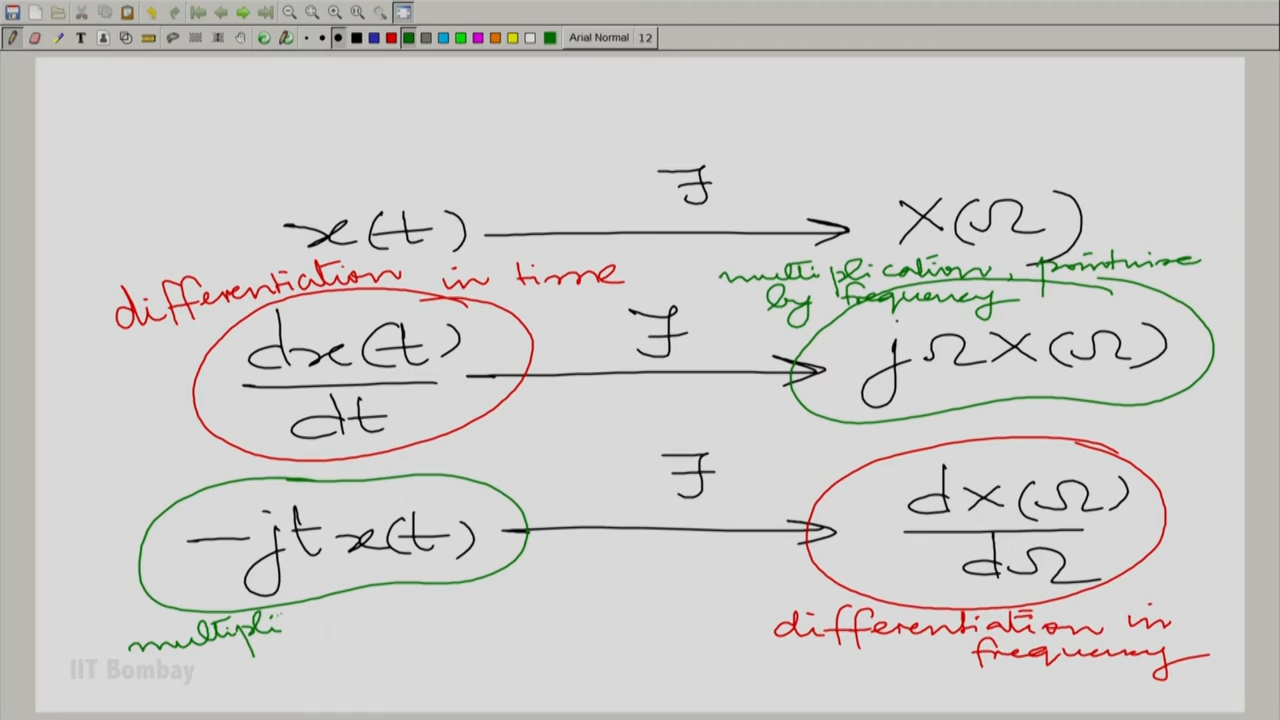 Arial Normal 12
ℱ
x(t) X(Ω)
differentiation in time
multiplication, pointwise
by frequency
dx(t)/dt ℱ jΩX(Ω)
ℱ
-jt x(t) dX(Ω)/dΩ
multipli
differentiation in
frequency
IIT Bombay